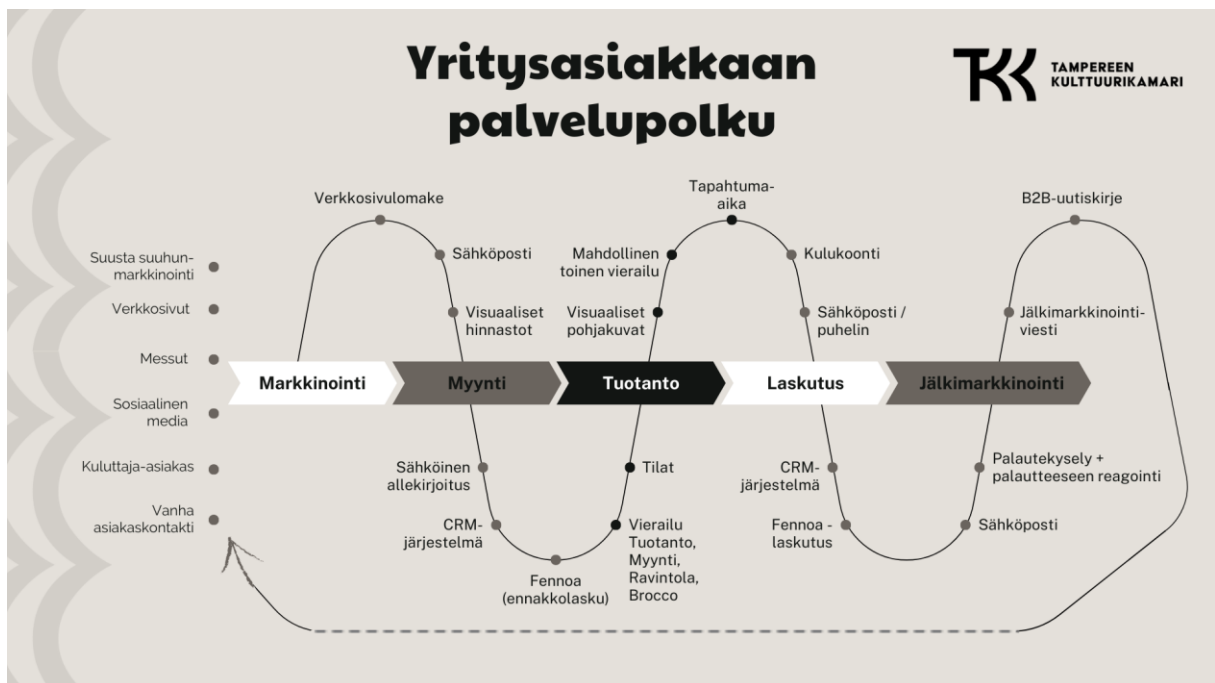 Yritysasiakkaan
palvelupolku
TKK
TAMPEREEN
KULTTUURIKAMARI
Suusta suuhun-
markkinointi
Verkkosivut
Messut
Sosiaalinen
media
Kuluttaja-asiakas
Vanha
asiakaskontakti
Markkinointi
Myynti
Tuotanto
Laskutus
Jälkimarkkinointi
Verkkosivulomake
Sähköposti
Visuaaliset
hinnastot
Sähköinen
allekirjoitus
CRM-
järjestelmä
Fennoa
(ennakkolasku)
Vierailu
Tuotanto,
Myynti,
Ravintola,
Brocco
Tilat
Visuaaliset
pohjakuvat
Mahdollinen
toinen vierailu
Tapahtuma-
aika
Kulukoonti
Sähköposti /
puhelin
CRM-
järjestelmä
Fennoa -
laskutus
Sähköposti
Palautekysely +
palautteeseen reagointi
Jälkimarkkinointi-
viesti
B2B-uutiskirje